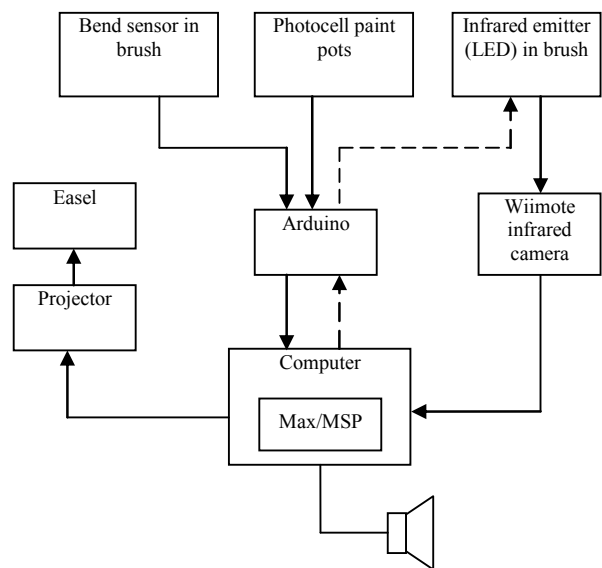 Bend sensor in
brush
Photocell paint
pots
Infrared emitter
(LED) in brush
Easel
Arduino
Wiimote
infrared
camera
Projector
Computer
Max/MSP